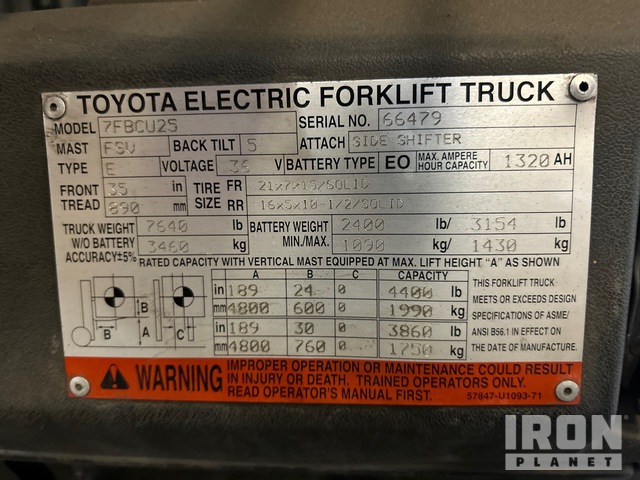 TOYOTA ELECTRIC FORKLIFT TRUCK
MODEL 7FBCU25 SERIAL NO. 66479
MAST FSV BACK TILT 5 ATTACH SIDE SHIFTER
TYPE E VOLTAGE 36 V BATTERY TYPE EO MAX. AMPERE HOUR CAPACITY 1320 AH
FRONT TREAD 35 in TIRE SIZE FR 21x7x15/SOLID
890 mm RR 16x5x10-1/2/SOLID
TRUCK WEIGHT 7640 lb BATTERY WEIGHT 2400 lb/ 3154 lb
W/O BATTERY 3460 kg MIN./MAX. 1090 kg/ 1430 kg
ACCURACY±5%
RATED CAPACITY WITH VERTICAL MAST EQUIPPED AT MAX. LIFT HEIGHT "A" AS SHOWN
A B C CAPACITY
in 189 24 0 4400 lb
mm 4800 600 0 1990 kg
in 189 30 0 3860 lb
mm 4800 760 0 1750 kg
B A B C
THIS FORKLIFT TRUCK
MEETS OR EXCEEDS DESIGN
SPECIFICATIONS OF ASME/
ANSI B56.1 IN EFFECT ON
THE DATE OF MANUFACTURE.
WARNING
IMPROPER OPERATION OR MAINTENANCE COULD RESULT
IN INJURY OR DEATH. TRAINED OPERATORS ONLY.
READ OPERATOR'S MANUAL FIRST.
57847-U1093-71
IRON
PLANET